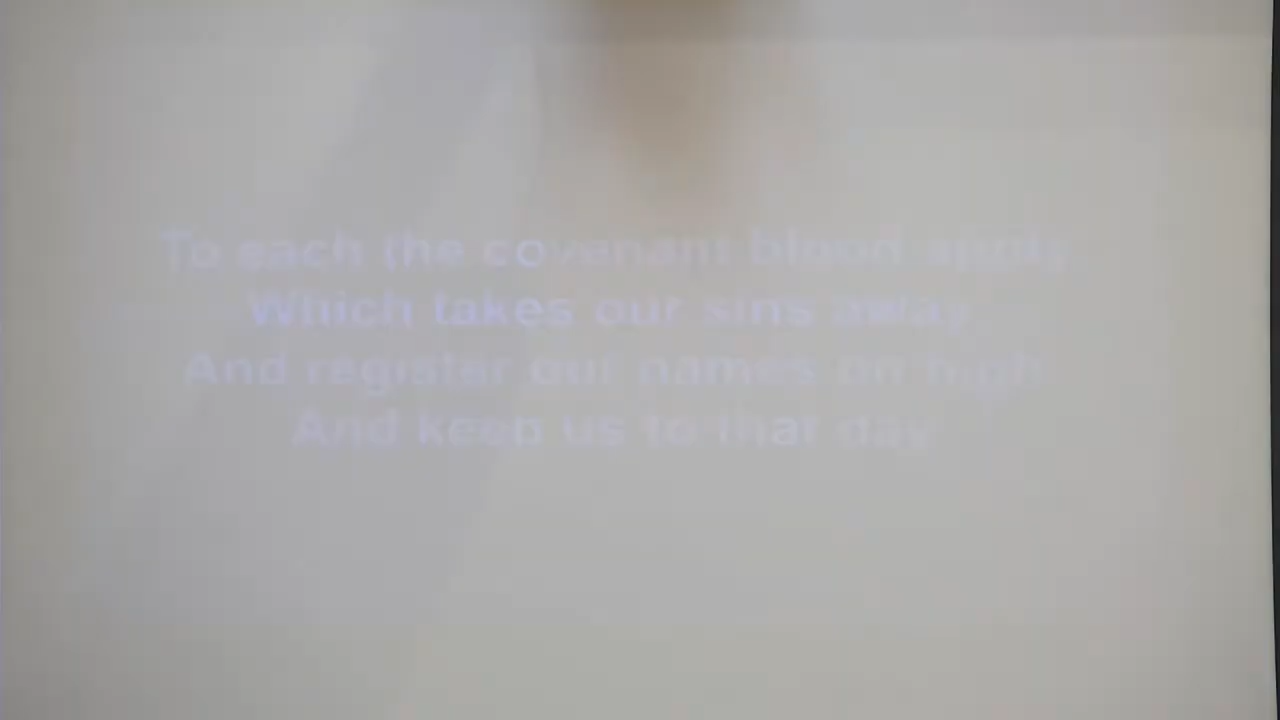 To each the covenant blood apply
Which takes our sins away
And register our names on high
And keep us to that day